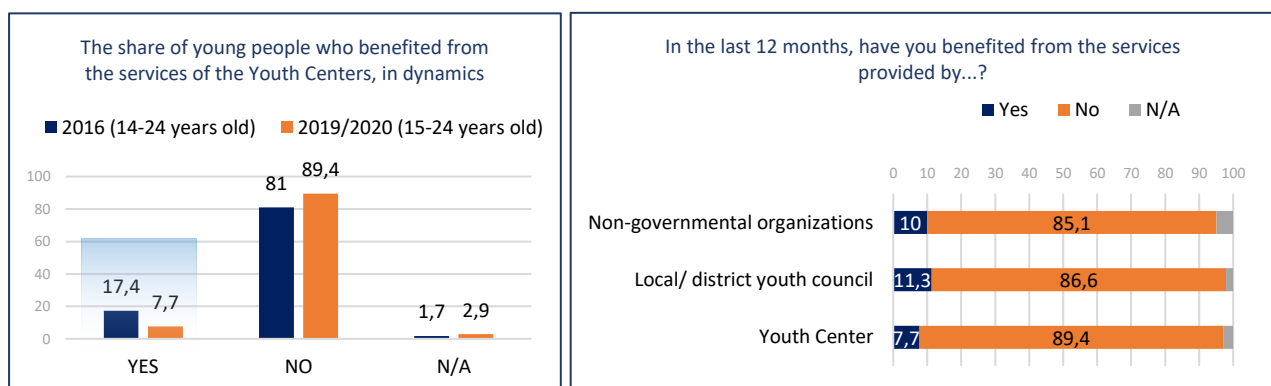 The share of young people who benefited from
the services of the Youth Centers, in dynamics
2016 (14-24 years old) 2019/2020 (15-24 years old)
100
80
60
40
20
0
17,4
7,7
81
89,4
1,7
2,9
YES NO N/A
In the last 12 months, have you benefited from the services
provided by...?
Yes No N/A
0 10 20 30 40 50 60 70 80 90 100
Non-governmental organizations 10 85,1
Local/ district youth council 11,3 86,6
Youth Center 7,7 89,4